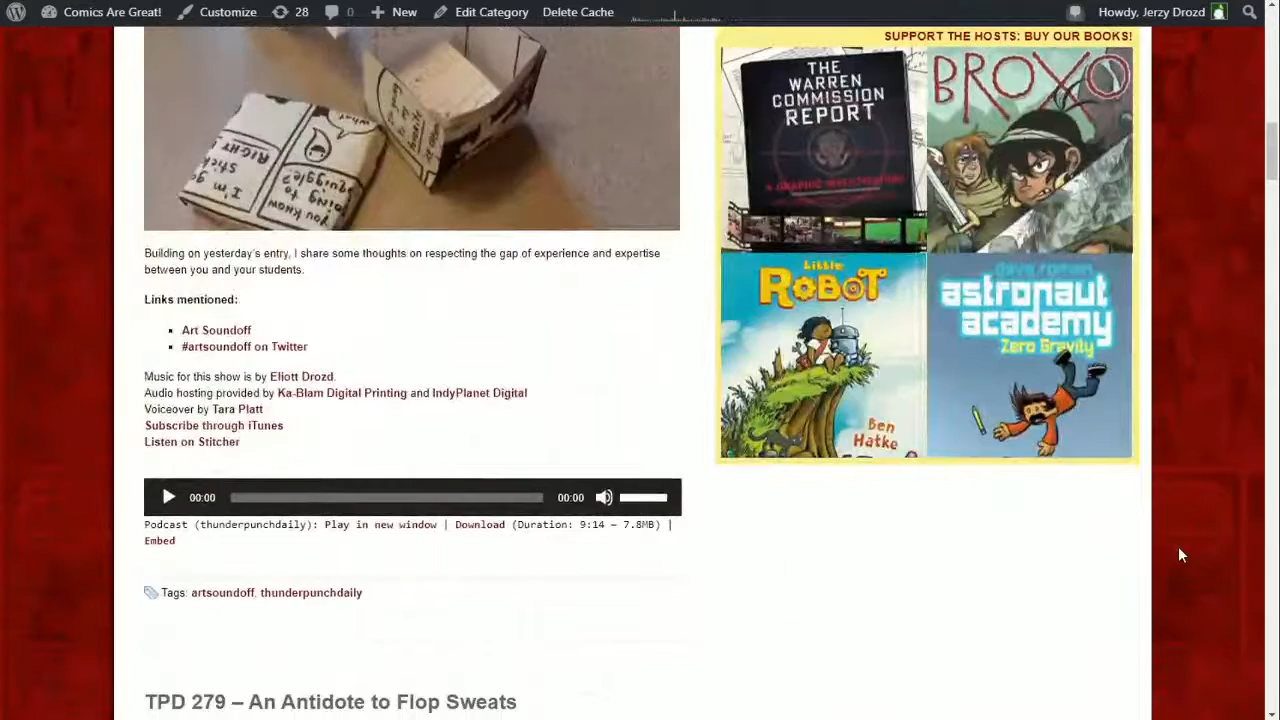 Comics Are Great! Customize 28 0 New Edit Category Delete Cache Howdy, Jerzy Drozd
SUPPORT THE HOSTS: BUY OUR BOOKS!
THE
WARREN
COMMISSION
REPORT
BROXO
RIGHT
I'm
Building on yesterday's entry, I share some thoughts on respecting the gap of experience and expertise
between you and your students.
Links mentioned:
Art Soundoff
#artsoundoff on Twitter
Music for this show is by Eliott Drozd.
Audio hosting provided by Ka-Blam Digital Printing and IndyPlanet Digital
Voiceover by Tara Platt
Subscribe through iTunes
Listen on Stitcher
LITTLE
ROBOT
Ben
Hatke
astronaut
academy
Zero Gravity
00:00 00:00
Podcast (thunderpunchdaily): Play in new window | Download (Duration: 9:14 — 7.8MB) |
Embed
Tags: artsoundoff, thunderpunchdaily
TPD 279 – An Antidote to Flop Sweats